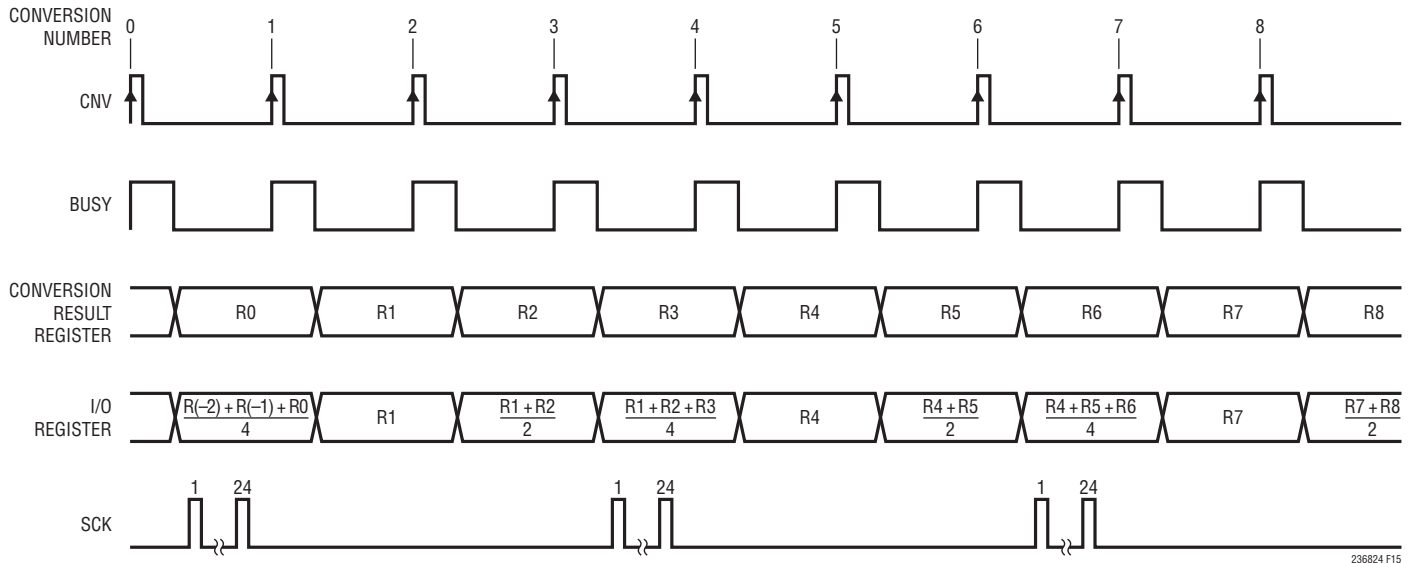 CONVERSION
NUMBER
0 1 2 3 4 5 6 7 8
CNV
BUSY
CONVERSION
RESULT
REGISTER
R0 R1 R2 R3 R4 R5 R6 R7 R8
I/O
REGISTER
R(–2) + R(–1) + R0
4
R1
R1 + R2
2
R1 + R2 + R3
4
R4
R4 + R5
2
R4 + R5 + R6
4
R7
R7 + R8
2
SCK
1 24 1 24 1 24
236824 F15